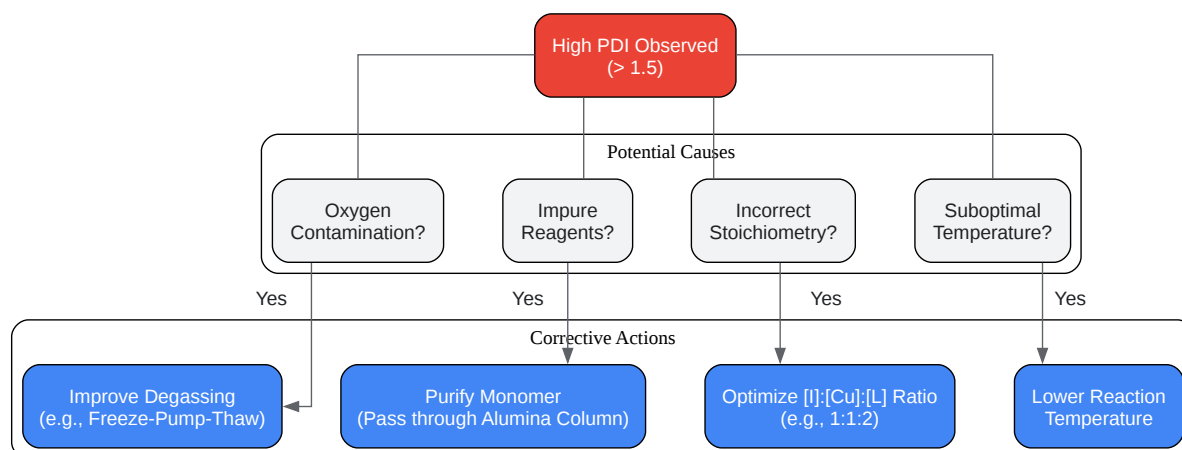 High PDI Observed
(> 1.5)
Potential Causes
Oxygen
Contamination?
Impure
Reagents?
Incorrect
Stoichiometry?
Suboptimal
Temperature?
Yes
Yes
Yes
Yes
Corrective Actions
Improve Degassing
(e.g., Freeze-Pump-Thaw)
Purify Monomer
(Pass through Alumina Column)
Optimize [I]:[Cu]:[L] Ratio
(e.g., 1:1:2)
Lower Reaction
Temperature